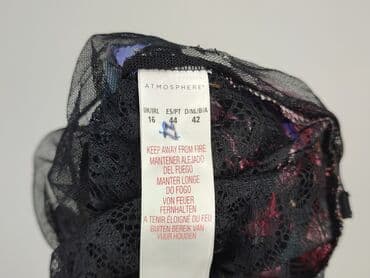 ATMOSPHERE
UK/IRL ES/PT D/NL/B/A
16 44 42
KEEP AWAY FROM FIRE
MANTENER ALEJADO
DEL FUEGO
MANTER LONGE
DO FOGO
VON FEUER
FERNHALTEN
A TENIR ÉLOIGNÉ DU FEU
BUITEN BEREIK VAN
VUUR HOUDEN